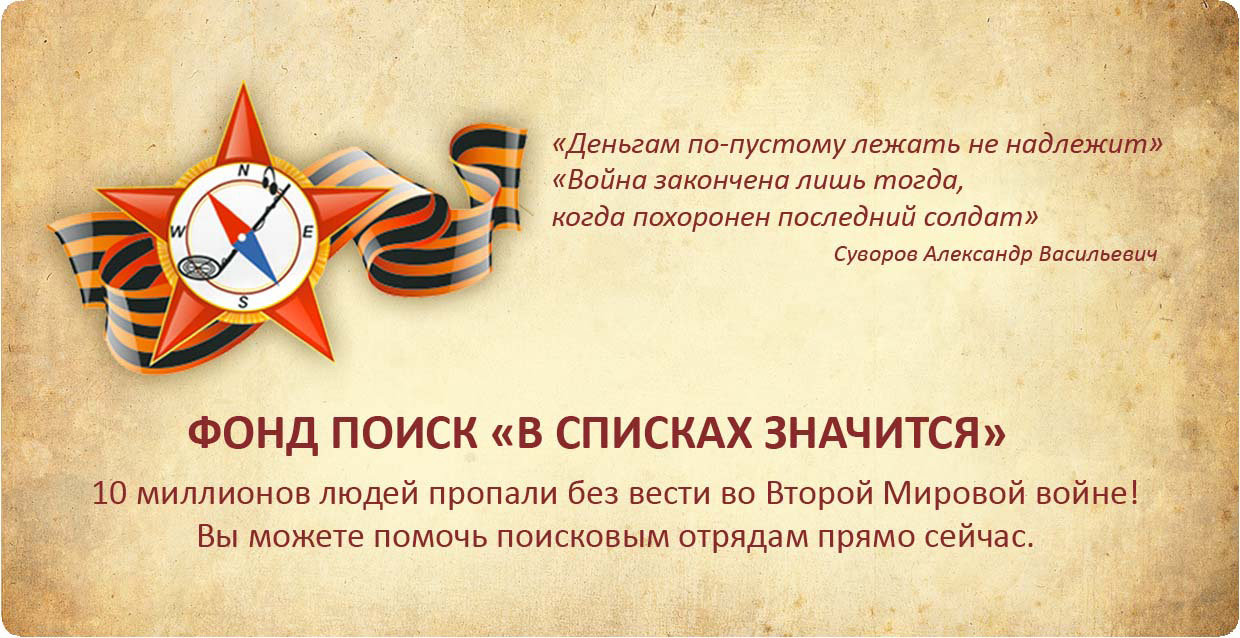 N
W
E
S
«Деньгам по-пустому лежать не надлежит»
«Война закончена лишь тогда,
когда похоронен последний солдат»
Суворов Александр Васильевич
ФОНД ПОИСК «В СПИСКАХ ЗНАЧИТСЯ»
10 миллионов людей пропали без вести во Второй Мировой войне!
Вы можете помочь поисковым отрядам прямо сейчас.